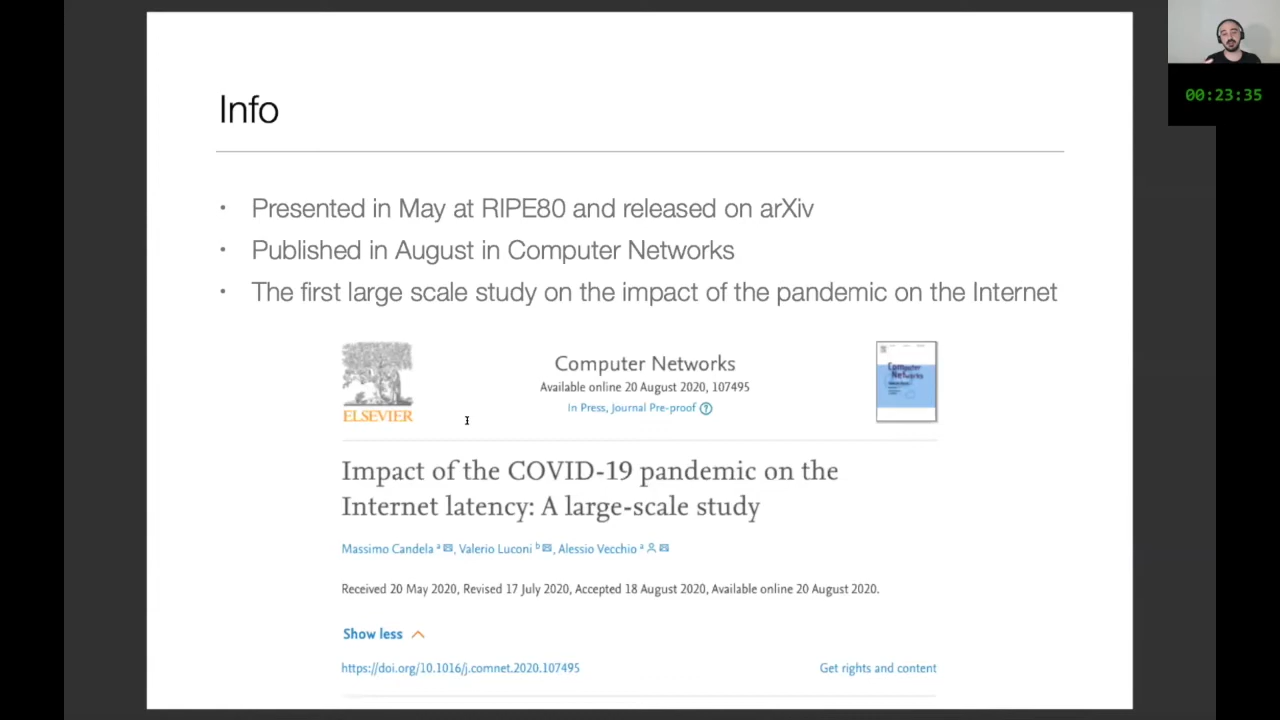 00:23:35
Info
• Presented in May at RIPE80 and released on arXiv
• Published in August in Computer Networks
• The first large scale study on the impact of the pandemic on the Internet
ELSEVIER
Computer Networks
Available online 20 August 2020, 107495
In Press, Journal Pre-proof ?
Computer Networks
Impact of the COVID-19 pandemic on the
Internet latency: A large-scale study
Massimo Candela a, Valerio Luconi b, Alessio Vecchio a
Received 20 May 2020, Revised 17 July 2020, Accepted 18 August 2020, Available online 20 August 2020.
Show less
https://doi.org/10.1016/j.comnet.2020.107495
Get rights and content